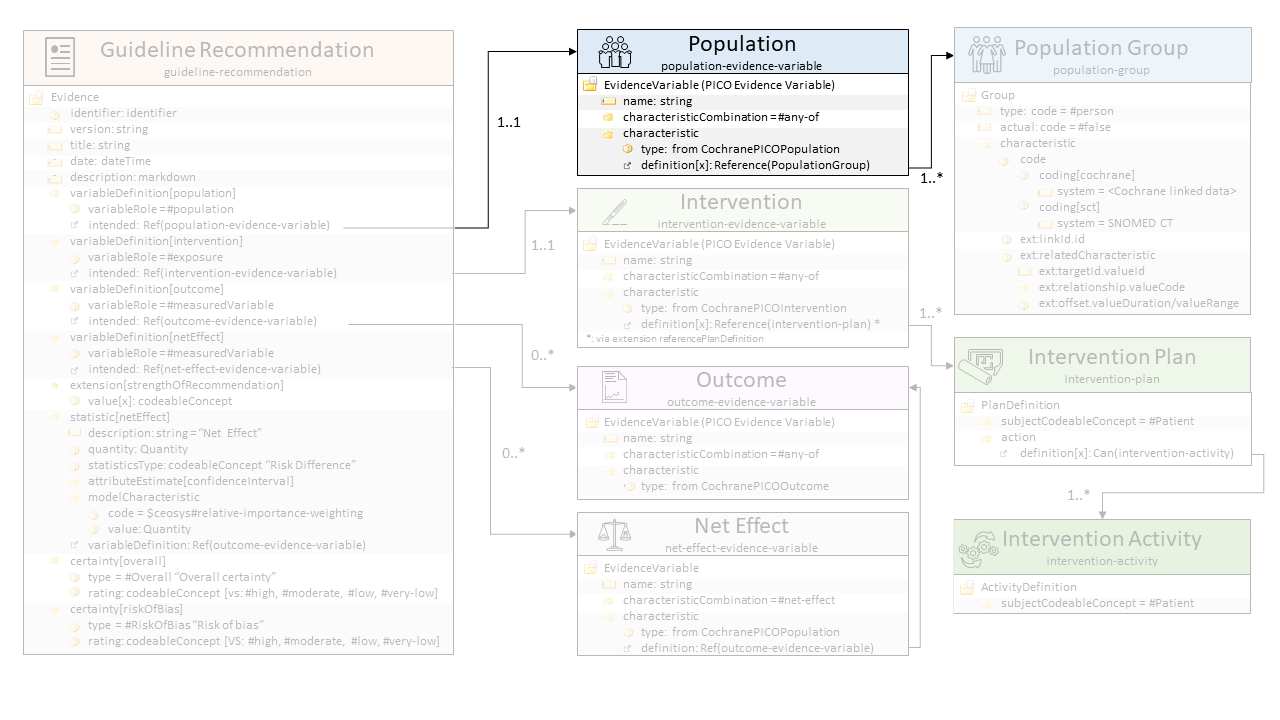 Guideline Recommendation
guideline-recommendation
Evidence
Identifier: Identifier
version: string
title: string
date: dateTime
description: markdown
variableDefinition[population]
variableRole =#population
intended: Ref(population-evidence-variable)
variableDefinition[intervention]
variableRole =#exposure
intended: Ref(intervention-evidence-variable)
variableDefinition[outcome]
variableRole =#measuredVariable
intended: Ref(outcome-evidence-variable)
variableDefinition[netEffect]
variableRole =#measuredVariable
intended: Ref(net-effect-evidence-variable)
extension[strengthOfRecommendation]
value[x]: codeableConcept
statistic[netEffect]
description: string = “Net Effect”
quantity: Quantity
statisticsType: codeableConcept “Risk Difference”
attributeEstimate[confidenceInterval]
modelCharacteristic
code = $ceosys#relative-importance-weighting
value: Quantity
variableDefinition: Ref(outcome-evidence-variable)
certainty[overall]
type = #Overall “Overall certainty”
rating: codeableConcept [vs: #high, #moderate, #low, #very-low]
certainty[riskOfBias]
type = #RiskOfBias “Risk of bias”
rating: codeableConcept [VS: #high, #moderate, #low, #very-low]
1..1
1..1
0..*
0..*
Population
population-evidence-variable
EvidenceVariable (PICO Evidence Variable)
name: string
characteristicCombination =#any-of
characteristic
type: from CochranePICOPopulation
definition[x]: Reference(PopulationGroup)
Intervention
intervention-evidence-variable
EvidenceVariable (PICO Evidence Variable)
name: string
characteristicCombination =#any-of
characteristic
type: from CochranePICOIntervention
definition[x]: Reference(intervention-plan) *
*: via extension referencePlanDefinition
Outcome
outcome-evidence-variable
EvidenceVariable (PICO Evidence Variable)
name: string
characteristicCombination =#any-of
characteristic
type: from CochranePICOOutcome
Net Effect
net-effect-evidence-variable
EvidenceVariable
name: string
characteristicCombination =#net-effect
characteristic
type: from CochranePICOPopulation
definition: Ref(outcome-evidence-variable)
1..*
1..*
Population Group
population-group
Group
type: code = #person
actual: code = #false
characteristic
code
coding[cochrane]
system = <Cochrane linked data>
coding[sct]
system = SNOMED CT
ext:linkId.id
ext:relatedCharacteristic
ext:targetId.valueid
ext:relationship.valueCode
ext:offset.valueDuration/valueRange
Intervention Plan
intervention-plan
PlanDefinition
subjectCodeableConcept = #Patient
action
definition[x]: Can(intervention-activity)
1..*
Intervention Activity
intervention-activity
ActivityDefinition
subjectCodeableConcept = #Patient